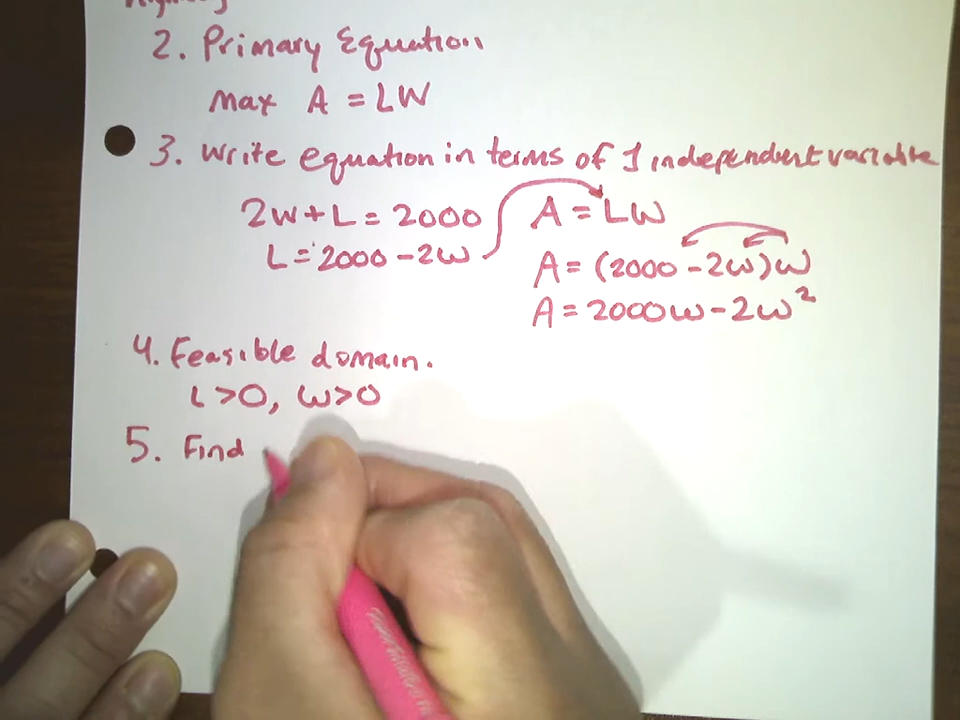 2. Primary Equation
max A = LW
3. Write equation in terms of 1 independent variable
2W + L = 2000
L = 2000 - 2W
A = LW
A = (2000 - 2W)W
A = 2000W - 2W²
4. Feasible domain.
L > 0, W > 0
5. Find